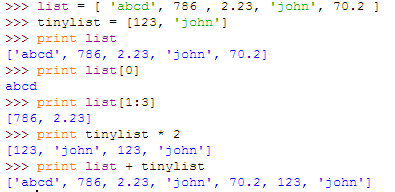 >>> list = [ 'abcd', 786 , 2.23, 'john', 70.2 ]
>>> tinylist = [123, 'john']
>>> print list
['abcd', 786, 2.23, 'john', 70.2]
>>> print list[0]
abcd
>>> print list[1:3]
[786, 2.23]
>>> print tinylist * 2
[123, 'john', 123, 'john']
>>> print list + tinylist
['abcd', 786, 2.23, 'john', 70.2, 123, 'john']